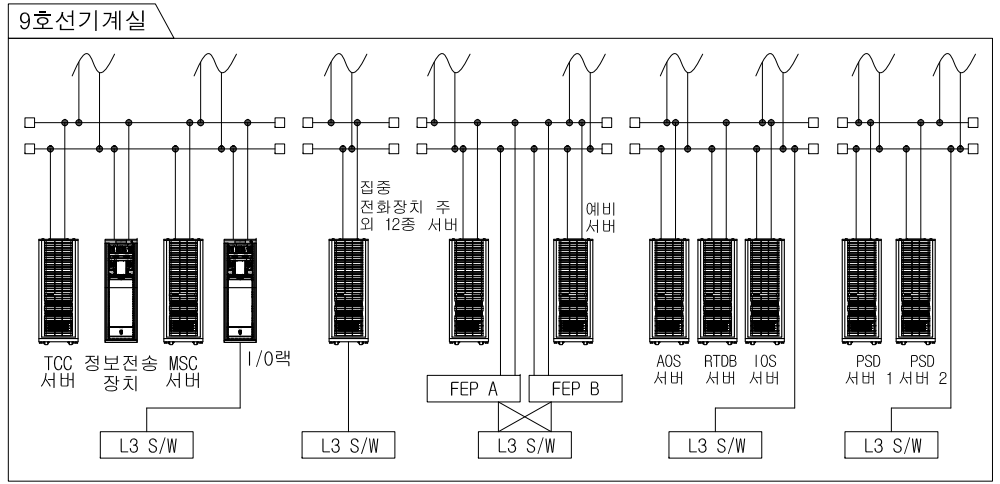 9호선기계실
집중
전화장치
외 12종
주
서버
예비
서버
TCC
서버
정보전송
장치
MSC
서버
I/O랙
FEP A
FEP B
AOS
서버
RTDB
서버
IOS
서버
PSD
서버 1
PSD
서버 2
L3 S/W
L3 S/W
L3 S/W
L3 S/W
L3 S/W